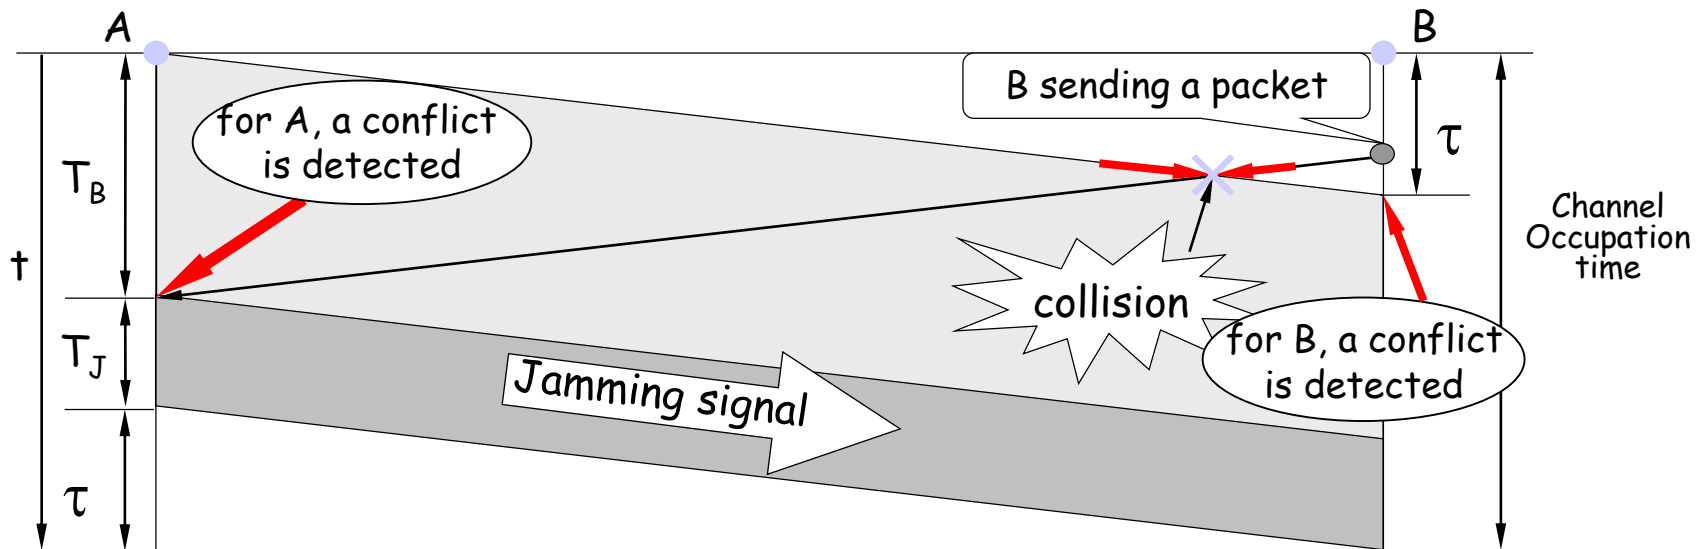 A
B
B sending a packet
for A, a conflict
is detected
τ
T_B
Channel
Occupation
time
t
collision
for B, a conflict
is detected
T_J
Jamming signal
τ